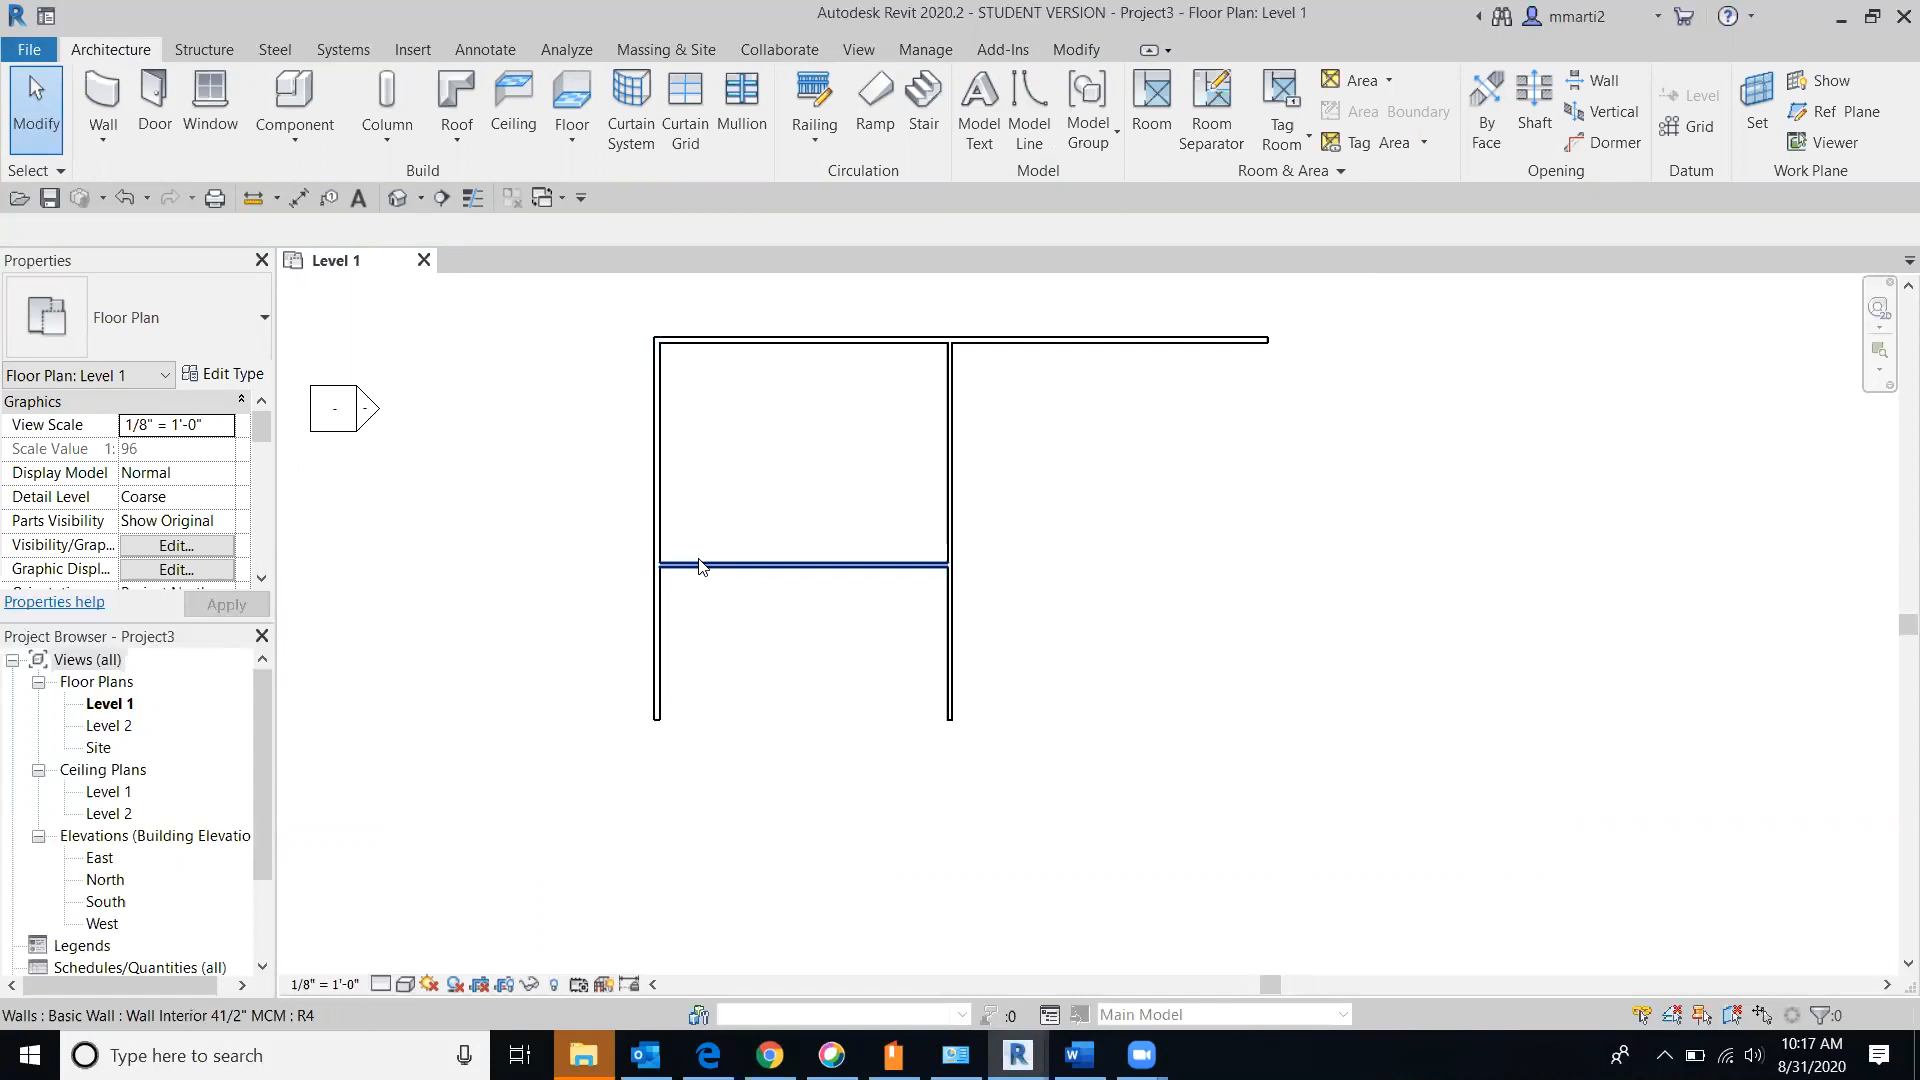 Autodesk Revit 2020.2 - STUDENT VERSION - Project3 - Floor Plan: Level 1
mmarti2
File Architecture Structure Steel Systems Insert Annotate Analyze Massing & Site Collaborate View Manage Add-Ins Modify
Modify
Wall
Door
Window
Component
Column
Roof
Ceiling
Floor
Curtain System
Curtain Grid
Mullion
Railing
Ramp
Stair
Model Text
Model Line
Model Group
Room
Room Separator
Tag Room
Area
Area Boundary
Tag Area
By Face
Shaft
Wall
Vertical
Dormer
Level
Grid
Set
Show
Ref Plane
Viewer
Select
Build
Circulation
Model
Room & Area
Opening
Datum
Work Plane
Properties
Level 1
Floor Plan
Floor Plan: Level 1
Edit Type
Graphics
View Scale 1/8" = 1'-0"
Scale Value 1: 96
Display Model Normal
Detail Level Coarse
Parts Visibility Show Original
Visibility/Grap... Edit...
Graphic Displ... Edit...
Properties help
Apply
Project Browser - Project3
Views (all)
Floor Plans
Level 1
Level 2
Site
Ceiling Plans
Level 1
Level 2
Elevations (Building Elevatio
East
North
South
West
Legends
Schedules/Quantities (all)
1/8" = 1'-0"
Walls : Basic Wall : Wall Interior 41/2" MCM : R4
:0
Main Model
:0
Type here to search
10:17 AM
8/31/2020